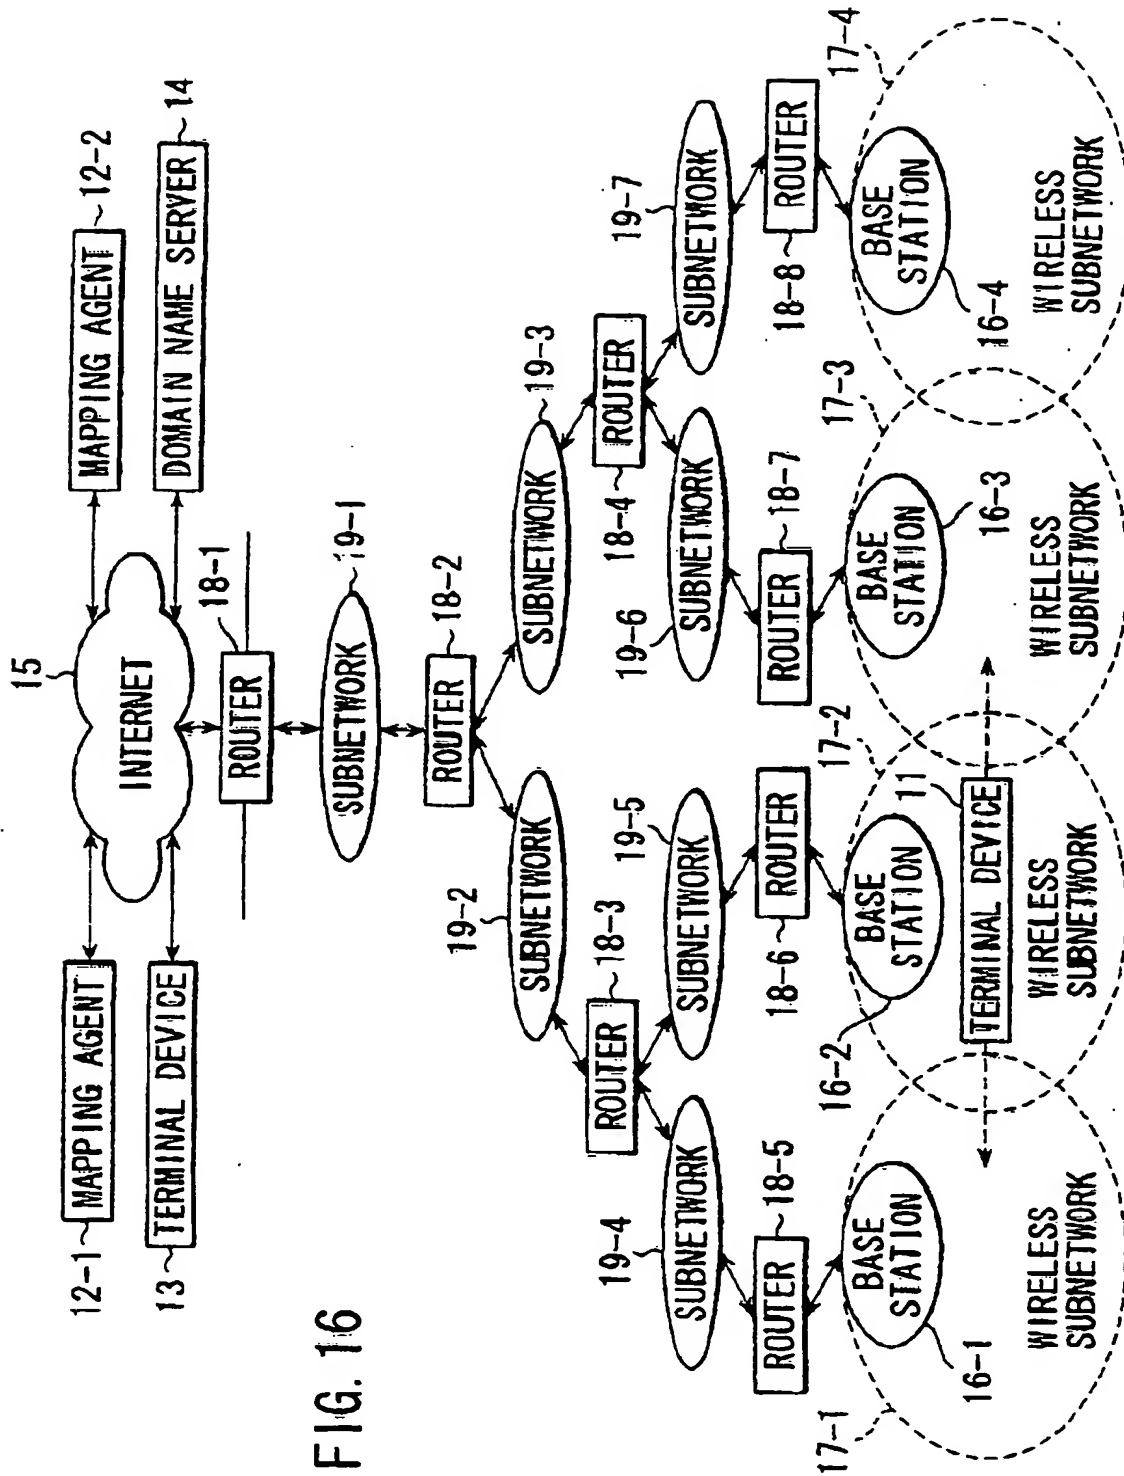 FIG. 16
15
INTERNET
12-1
MAPPING AGENT
13
TERMINAL DEVICE
MAPPING AGENT
12-2
DOMAIN NAME SERVER
14
ROUTER
18-1
SUBNETWORK
19-1
ROUTER
18-2
19-2
SUBNETWORK
SUBNETWORK
19-3
ROUTER
18-3
18-4
ROUTER
19-4
SUBNETWORK
SUBNETWORK
19-5
19-6
SUBNETWORK
SUBNETWORK
19-7
ROUTER
18-5
18-6
ROUTER
ROUTER
18-7
18-8
ROUTER
17-1
BASE
STATION
16-1
WIRELESS
SUBNETWORK
17-2
BASE
STATION
16-2
TERMINAL DEVICE
11
WIRELESS
SUBNETWORK
17-3
BASE
STATION
16-3
WIRELESS
SUBNETWORK
17-4
BASE
STATION
16-4
WIRELESS
SUBNETWORK